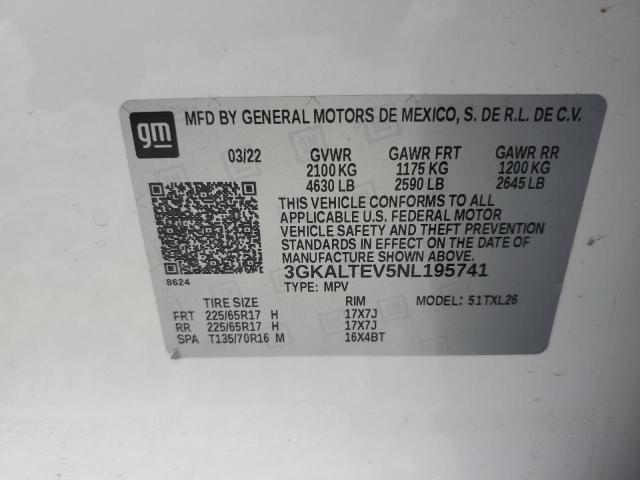 gm
MFD BY GENERAL MOTORS DE MEXICO, S. DE R.L. DE C.V.
03/22 GVWR GAWR FRT GAWR RR
2100 KG 1175 KG 1200 KG
4630 LB 2590 LB 2645 LB
THIS VEHICLE CONFORMS TO ALL
APPLICABLE U.S. FEDERAL MOTOR
VEHICLE SAFETY AND THEFT PREVENTION
STANDARDS IN EFFECT ON THE DATE OF
MANUFACTURE SHOWN ABOVE.
8624
3GKALTEV5NL195741
TYPE: MPV
TIRE SIZE RIM MODEL: 51TXL26
FRT 225/65R17 H 17X7J
RR 225/65R17 H 17X7J
SPA T135/70R16 M 16X4BT